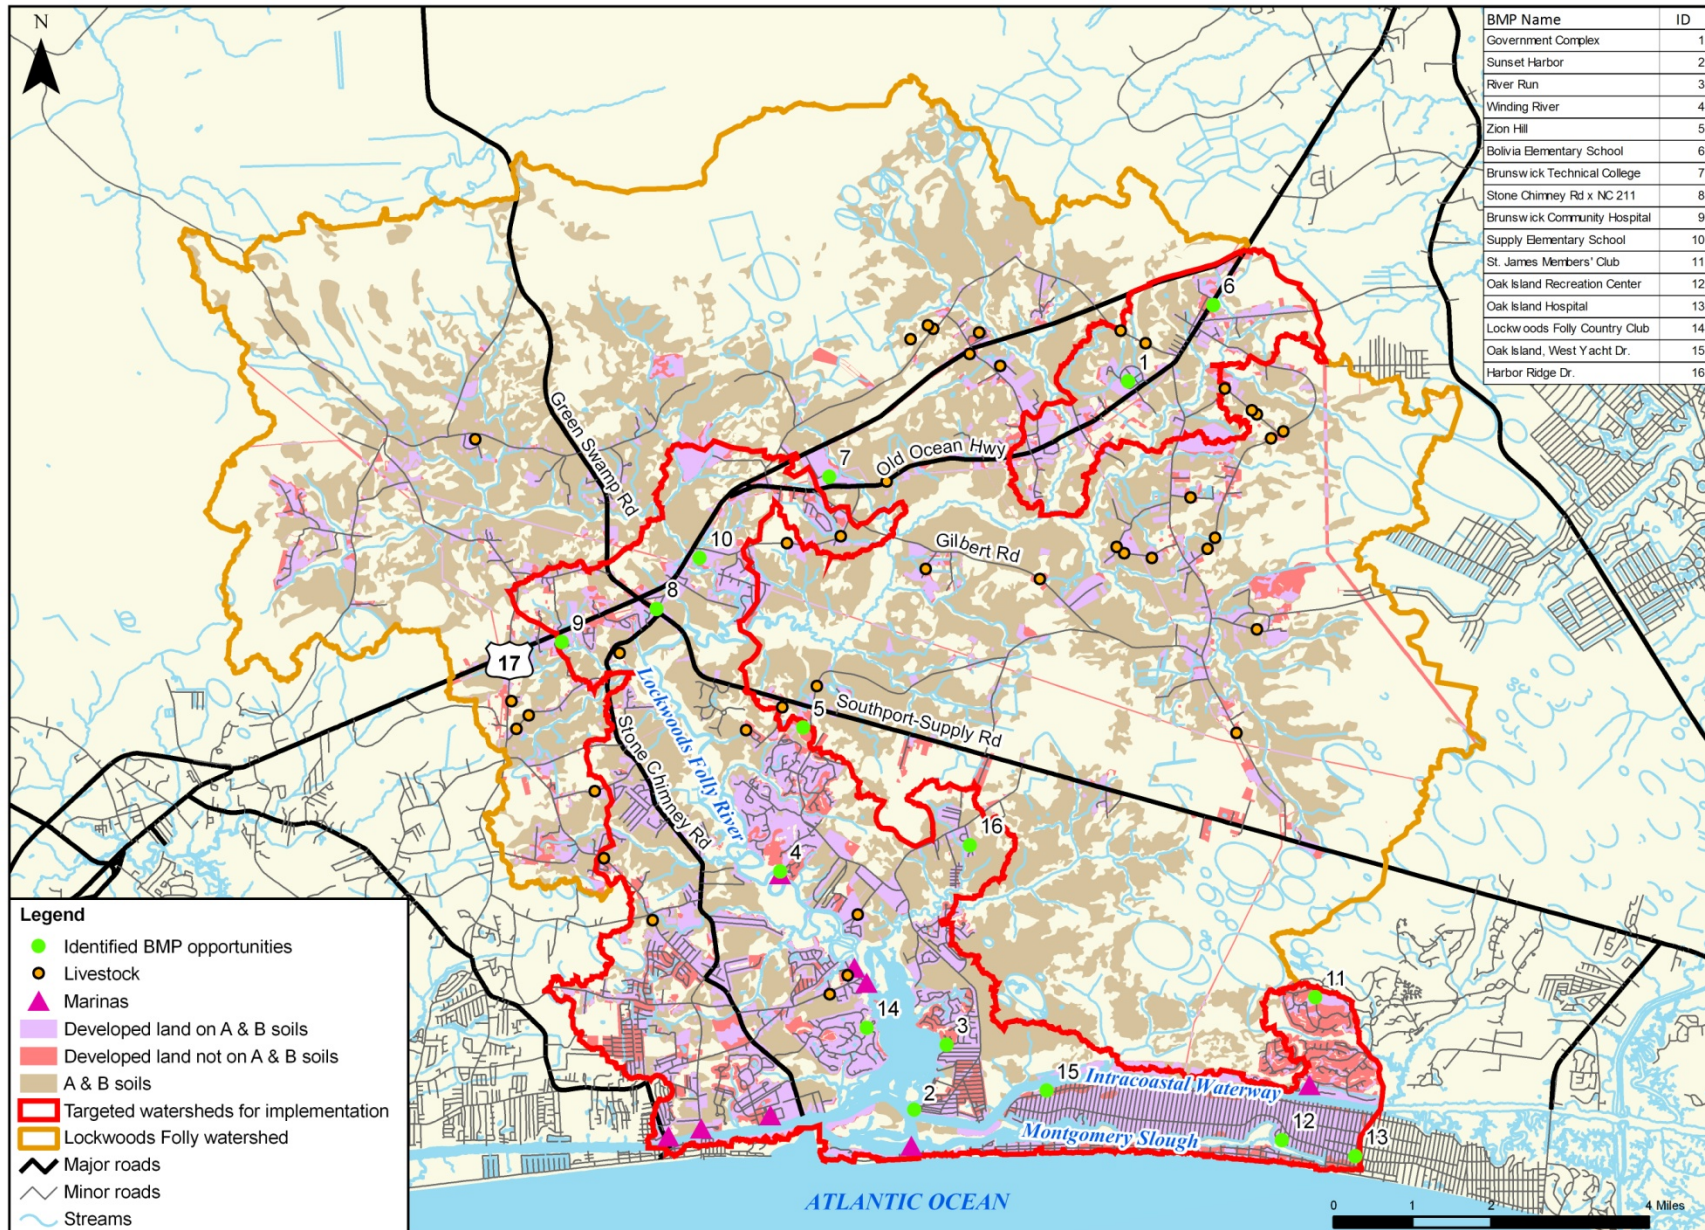 N
BMP Name ID
Government Complex 1
Sunset Harbor 2
River Run 3
Winding River 4
Zion Hill 5
Bolivia Elementary School 6
Brunswick Technical College 7
Stone Chimney Rd x NC 211 8
Brunswick Community Hospital 9
Supply Elementary School 10
St. James Members' Club 11
Oak Island Recreation Center 12
Oak Island Hospital 13
Lockwoods Folly Country Club 14
Oak Island, West Yacht Dr. 15
Harbor Ridge Dr. 16
6
1
Green Swamp Rd
7
Old Ocean Hwy
10
Gilbert Rd
8
9
17
Lockwoods Folly River
5
Southport-Supply Rd
Stone Chimney Rd
16
4
11
14
3
15
Intracoastal Waterway
2
12
Montgomery Slough
13
ATLANTIC OCEAN
Legend
Identified BMP opportunities
Livestock
Marinas
Developed land on A & B soils
Developed land not on A & B soils
A & B soils
Targeted watersheds for implementation
Lockwoods Folly watershed
Major roads
Minor roads
Streams
0 1 2 4 Miles